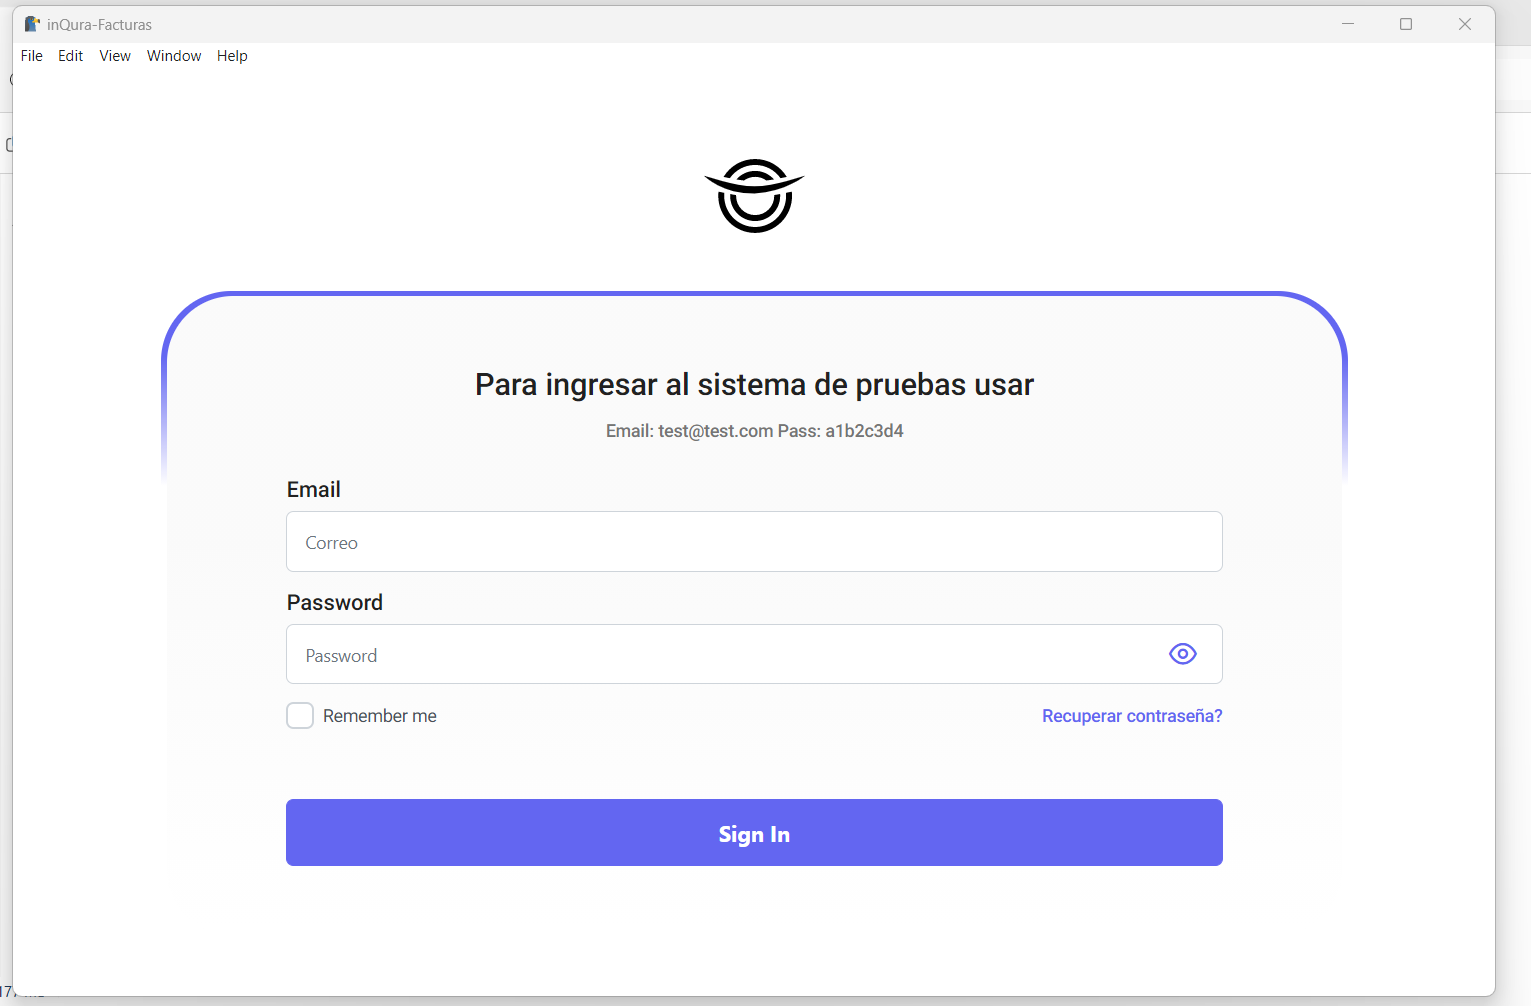 inQura-Facturas
File Edit View Window Help
Para ingresar al sistema de pruebas usar
Email: test@test.com Pass: a1b2c3d4
Email
Correo
Password
Password
Remember me Recuperar contraseña?
Sign In